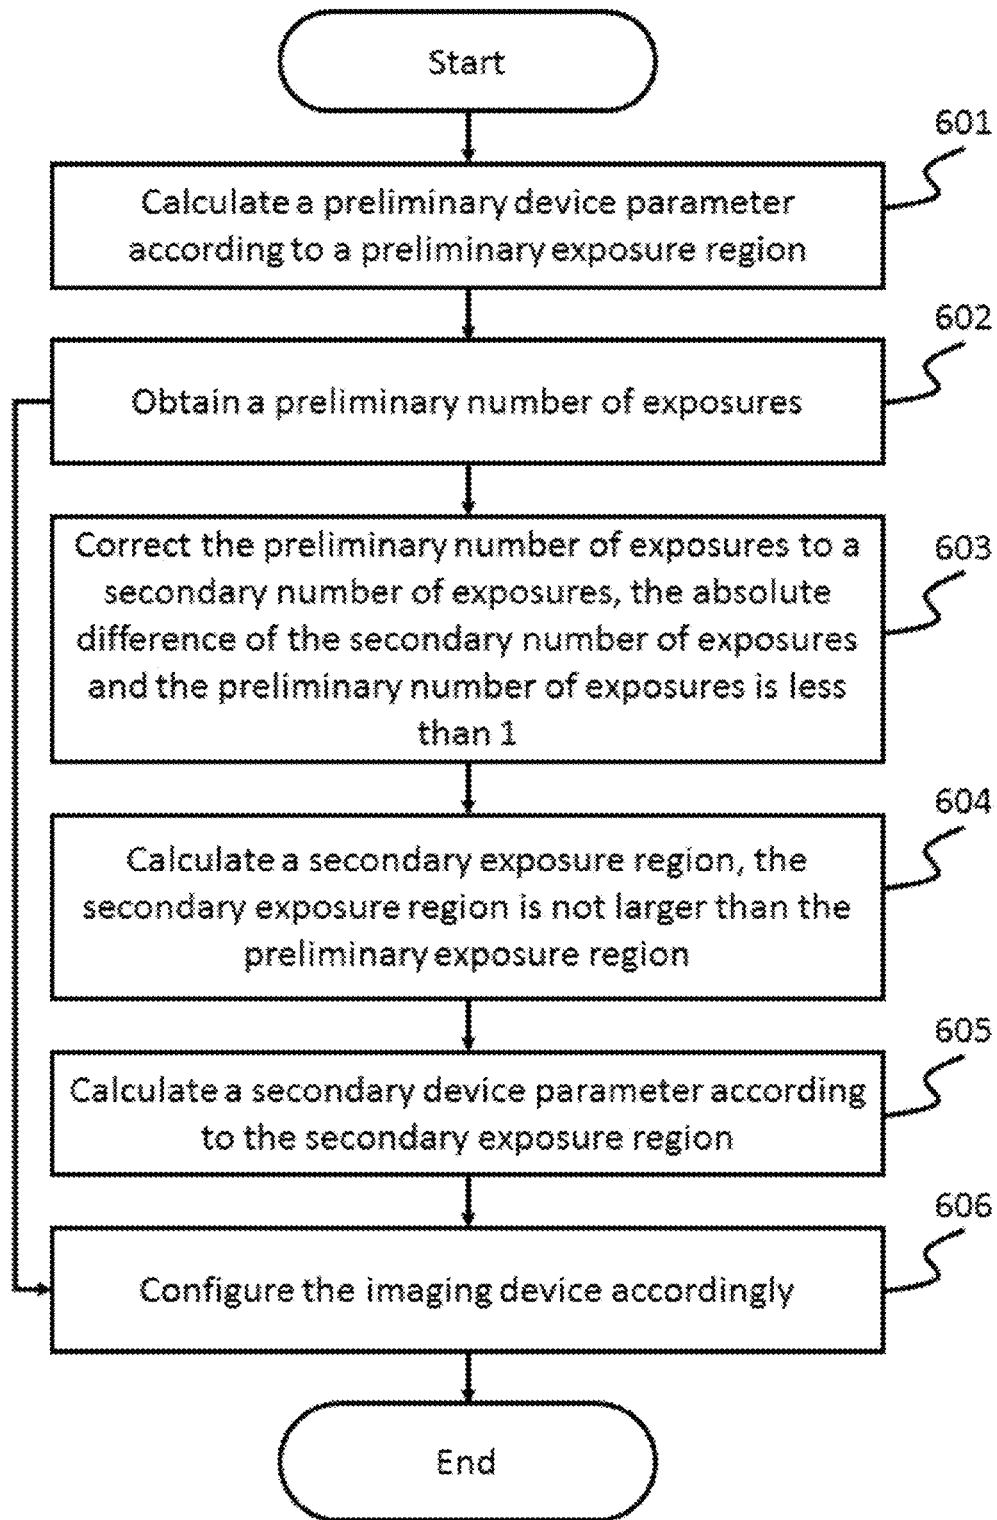 Start
601
Calculate a preliminary device parameter
according to a preliminary exposure region
602
Obtain a preliminary number of exposures
603
Correct the preliminary number of exposures to a
secondary number of exposures, the absolute
difference of the secondary number of exposures
and the preliminary number of exposures is less
than 1
604
Calculate a secondary exposure region, the
secondary exposure region is not larger than the
preliminary exposure region
605
Calculate a secondary device parameter according
to the secondary exposure region
606
Configure the imaging device accordingly
End